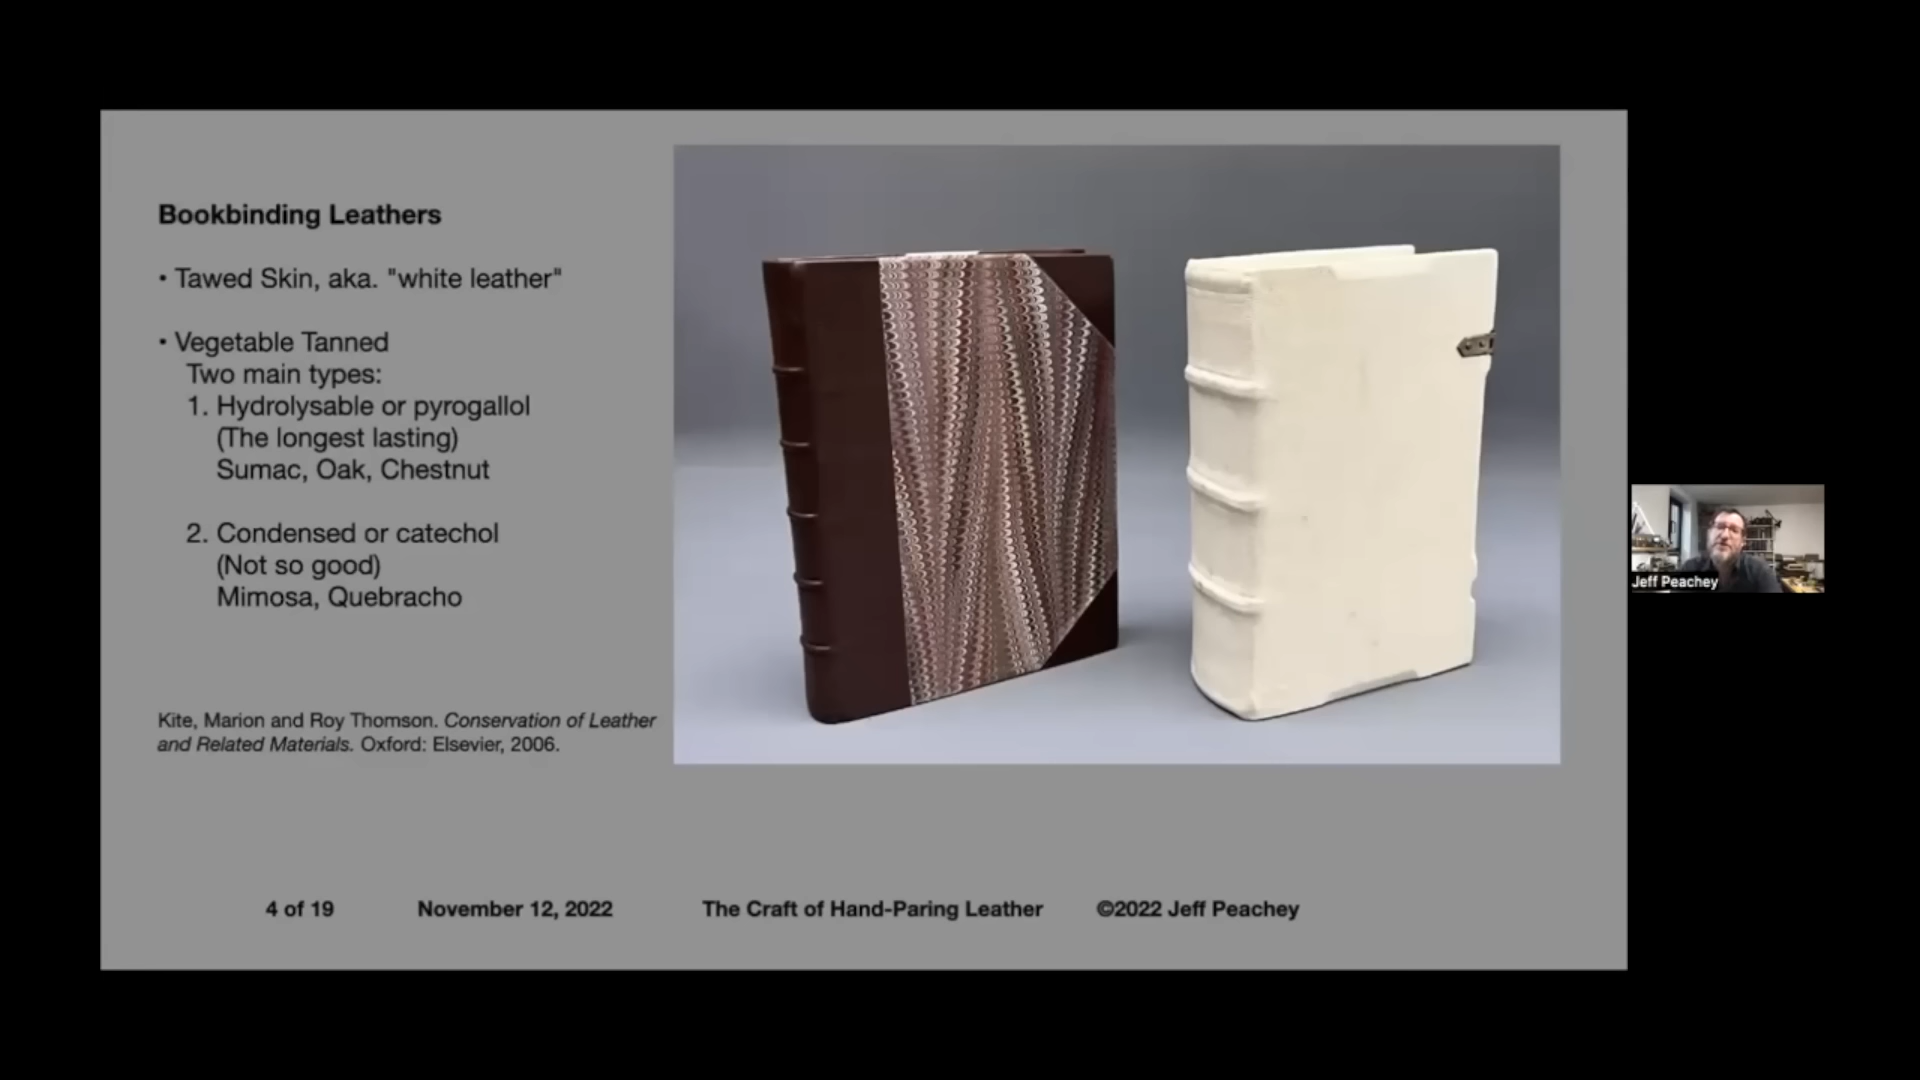 Bookbinding Leathers
• Tawed Skin, aka. "white leather"
• Vegetable Tanned
Two main types:
1. Hydrolysable or pyrogallol
(The longest lasting)
Sumac, Oak, Chestnut
2. Condensed or catechol
(Not so good)
Mimosa, Quebracho
Kite, Marion and Roy Thomson. Conservation of Leather
and Related Materials. Oxford: Elsevier, 2006.
4 of 19 November 12, 2022 The Craft of Hand-Paring Leather ©2022 Jeff Peachey
Jeff Peachey